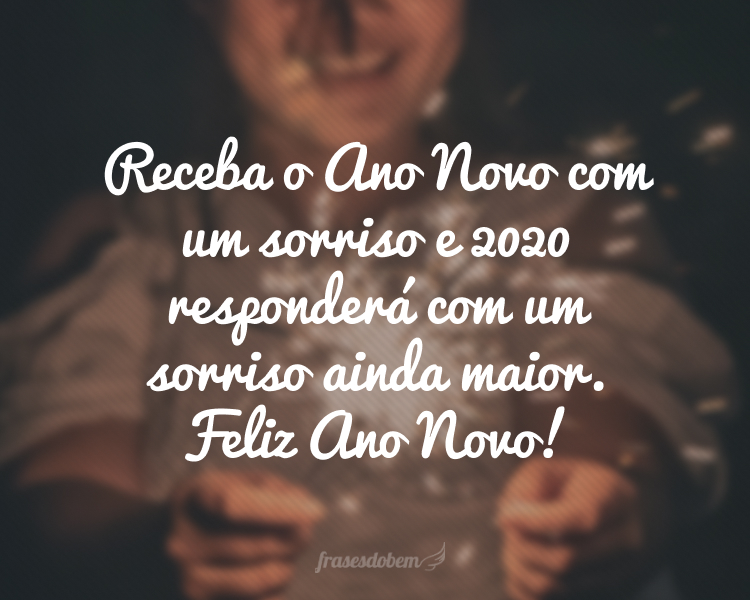 Receba o Ano Novo com
um sorriso e 2020
responderá com um
sorriso ainda maior.
Feliz Ano Novo!
frasesdobem